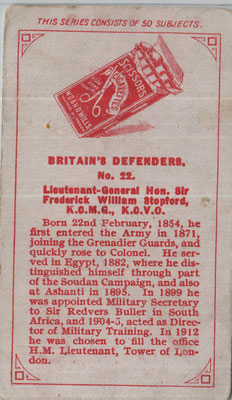 THIS SERIES CONSISTS OF 50 SUBJECTS.
SCISSORS
CIGARETTES
W.D.&H.O.WILLS
BRITAIN'S DEFENDERS.
No. 22.
Lieutenant-General Hon. Sir
Frederick William Stopford,
K.C.M.G., K.C.V.O.
Born 22nd February, 1854, he
first entered the Army in 1871,
joining the Grenadier Guards, and
quickly rose to Colonel. He ser-
ved in Egypt, 1882, where he dis-
tinguished himself through part
of the Soudan Campaign, and also
at Ashanti in 1895. In 1899 he
was appointed Military Secretary
to Sir Redvers Buller in South
Africa, and 1904-5, acted as Direc-
tor of Military Training. In 1912
he was chosen to fill the office
H.M. Lieutenant, Tower of Lon-
don.